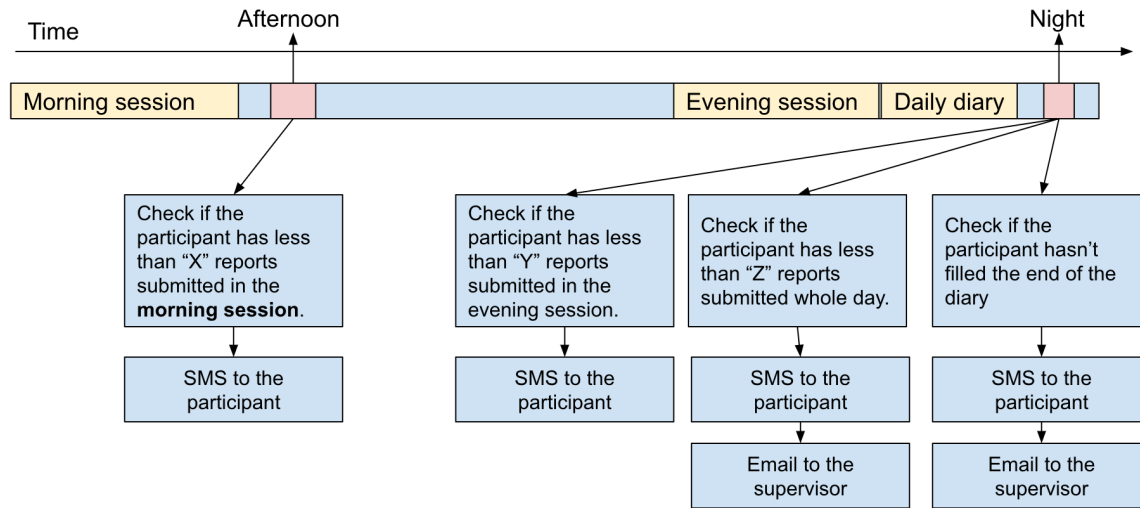 Time
Afternoon
Night
Morning session
Evening session
Daily diary
Check if the
participant has less
than “X” reports
submitted in the
morning session.
SMS to the
participant
Check if the
participant has less
than “Y” reports
submitted in the
evening session.
SMS to the
participant
Check if the
participant has less
than “Z” reports
submitted whole day.
SMS to the
participant
Email to the
supervisor
Check if the
participant hasn’t
filled the end of the
diary
SMS to the
participant
Email to the
supervisor